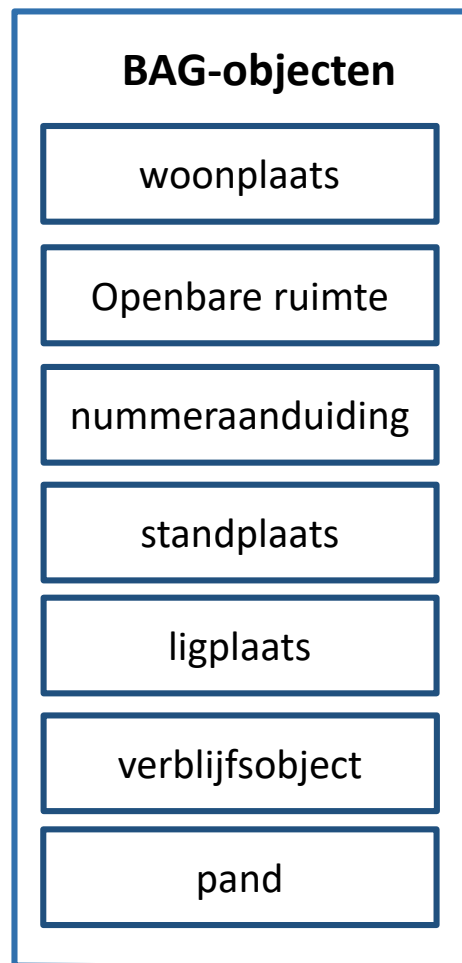 BAG-objecten
woonplaats
Openbare ruimte
nummeraanduiding
standplaats
ligplaats
verblijfsobject
pand